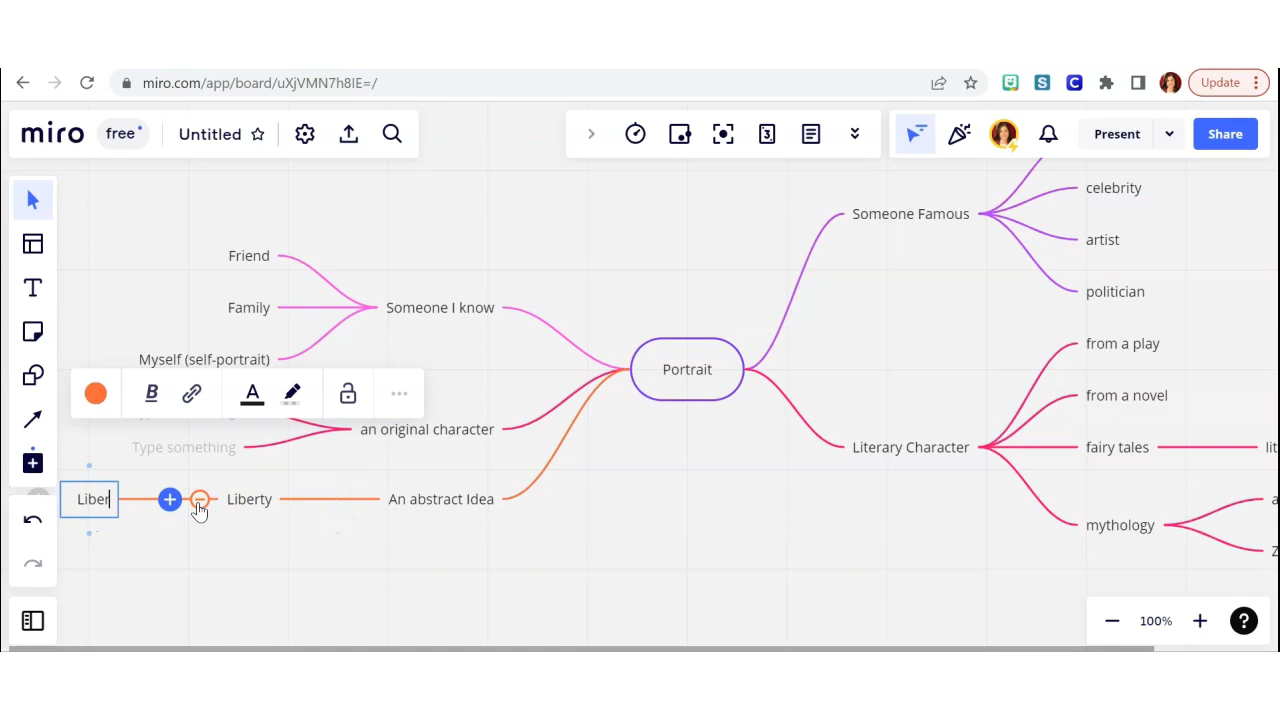 miro.com/app/board/uXjVMN7h8IE=/
Update
miro
free
Untitled
3
Present
Share
Friend
Family
Myself (self-portrait)
Someone I know
Type something
an original character
Liber
Liberty
An abstract Idea
Portrait
Someone Famous
celebrity
artist
politician
Literary Character
from a play
from a novel
fairy tales
lit
mythology
a
Z
T
B
A
100%
?